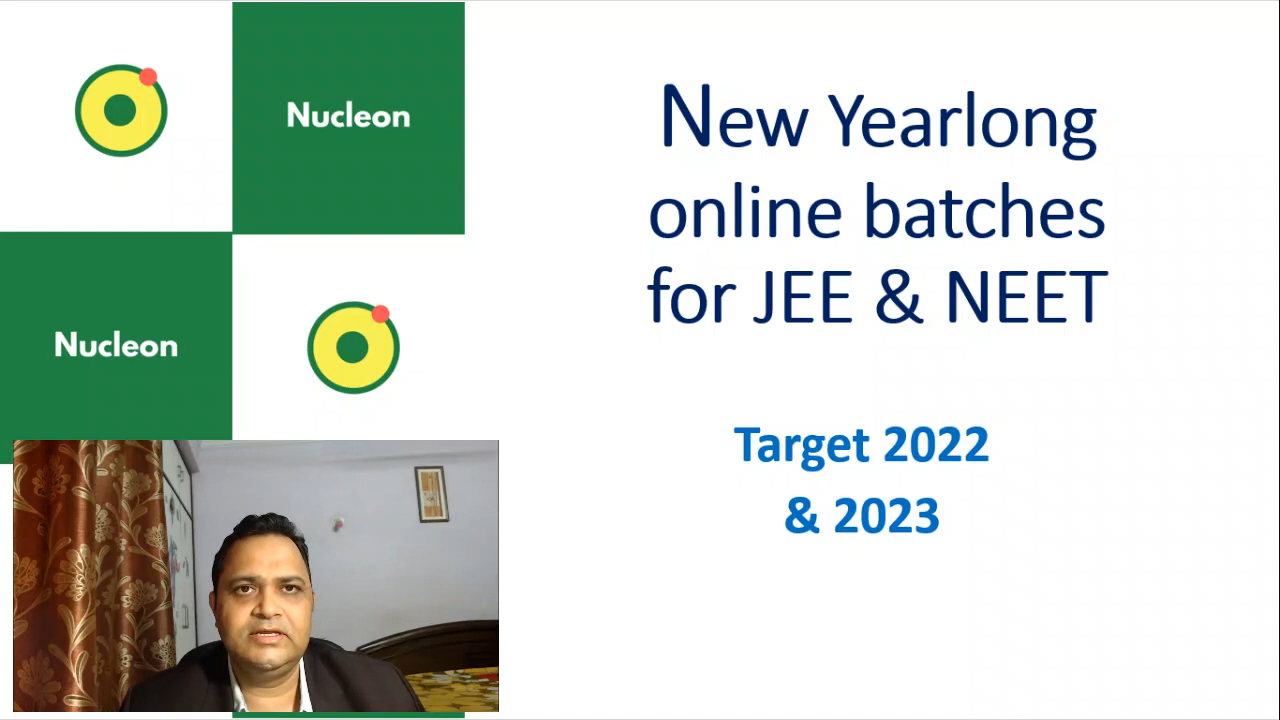 Nucleon
Nucleon
New Yearlong
online batches
for JEE & NEET
Target 2022
& 2023